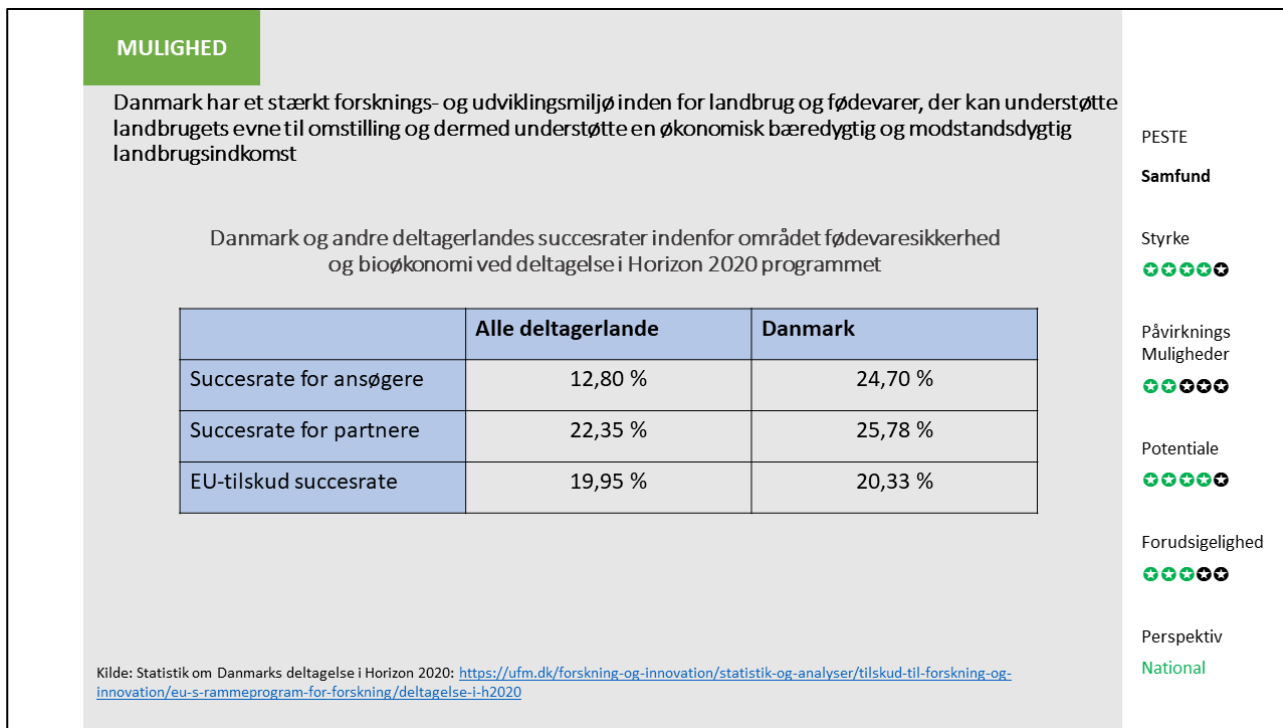 MULIGHED
Danmark har et stærkt forsknings- og udviklingsmiljø inden for landbrug og fødevarer, der kan understøtte
landbrugets evne til omstilling og dermed understøtte en økonomisk bæredygtig og modstandsdygtig
landbrugsindkomst
Danmark og andre deltagerlandes succesrater indenfor området fødevaresikkerhed
og bioøkonomi ved deltagelse i Horizon 2020 programmet
Alle deltagerlande Danmark
Succesrate for ansøgere 12,80 % 24,70 %
Succesrate for partnere 22,35 % 25,78 %
EU-tilskud succesrate 19,95 % 20,33 %
Kilde: Statistik om Danmarks deltagelse i Horizon 2020: https://ufm.dk/forskning-og-innovation/statistik-og-analyser/tilskud-til-forskning-og-
innovation/eu-s-rammeprogram-for-forskning/deltagelse-i-h2020
PESTE
Samfund
Styrke
✪✪✪✪✪
Påvirknings
Muligheder
✪✪✪✪✪
Potentiale
✪✪✪✪✪
Forudsigelighed
✪✪✪✪✪
Perspektiv
National